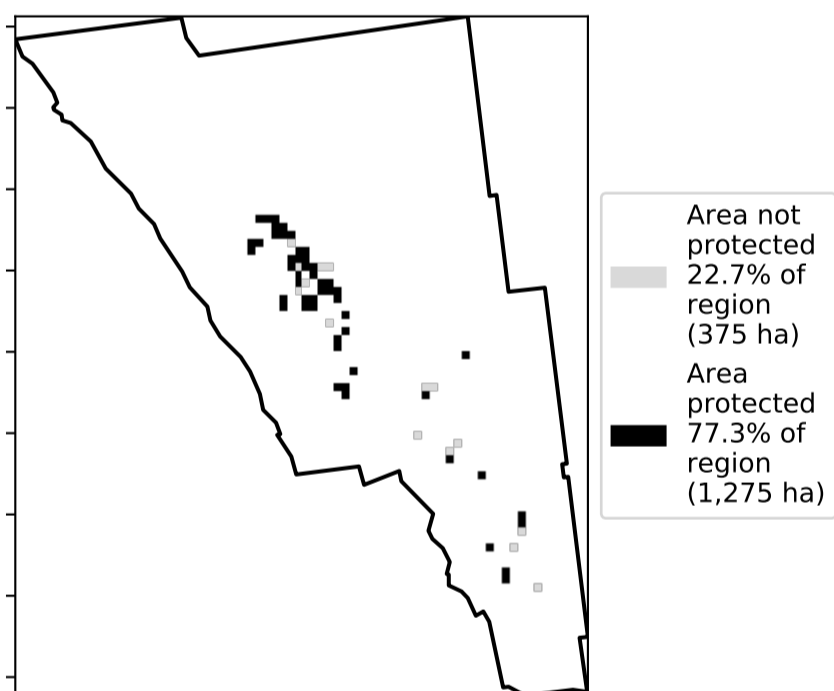 Area not
protected
22.7% of
region
(375 ha)
Area
protected
77.3% of
region
(1,275 ha)